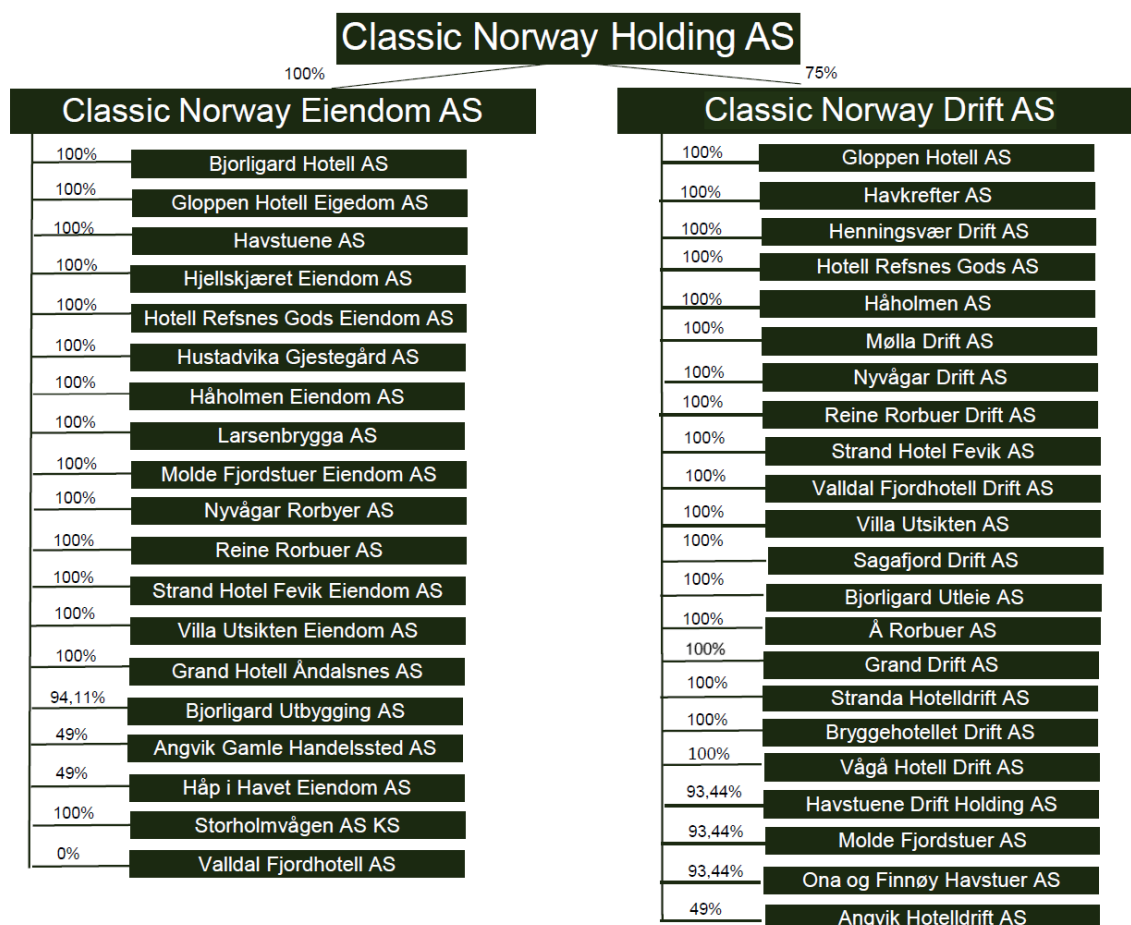 Classic Norway Holding AS
100%
75%
Classic Norway Eiendom AS
100%
Bjorligard Hotell AS
100%
Gloppen Hotell Eigedom AS
100%
Havstuene AS
100%
Hjellskjæret Eiendom AS
100%
Hotell Refsnes Gods Eiendom AS
100%
Hustadvika Gjestegård AS
100%
Håholmen Eiendom AS
100%
Larsenbrygga AS
100%
Molde Fjordstuer Eiendom AS
100%
Nyvågar Rorbyer AS
100%
Reine Rorbuer AS
100%
Strand Hotel Fevik Eiendom AS
100%
Villa Utsikten Eiendom AS
100%
Grand Hotell Åndalsnes AS
94,11%
Bjorligard Utbygging AS
49%
Angvik Gamle Handelssted AS
49%
Håp i Havet Eiendom AS
100%
Storholmvågen AS KS
0%
Valldal Fjordhotell AS
Classic Norway Drift AS
100%
Gloppen Hotell AS
100%
Havkrefter AS
100%
Henningsvær Drift AS
100%
Hotell Refsnes Gods AS
100%
Håholmen AS
100%
Mølla Drift AS
100%
Nyvågar Drift AS
100%
Reine Rorbuer Drift AS
100%
Strand Hotel Fevik AS
100%
Valldal Fjordhotell Drift AS
100%
Villa Utsikten AS
100%
Sagafjord Drift AS
100%
Bjorligard Utleie AS
100%
Å Rorbuer AS
100%
Grand Drift AS
100%
Stranda Hotelldrift AS
100%
Bryggehotellet Drift AS
100%
Vågå Hotell Drift AS
93,44%
Havstuene Drift Holding AS
93,44%
Molde Fjordstuer AS
93,44%
Ona og Finnøy Havstuer AS
49%
Angvik Hotelldrift AS